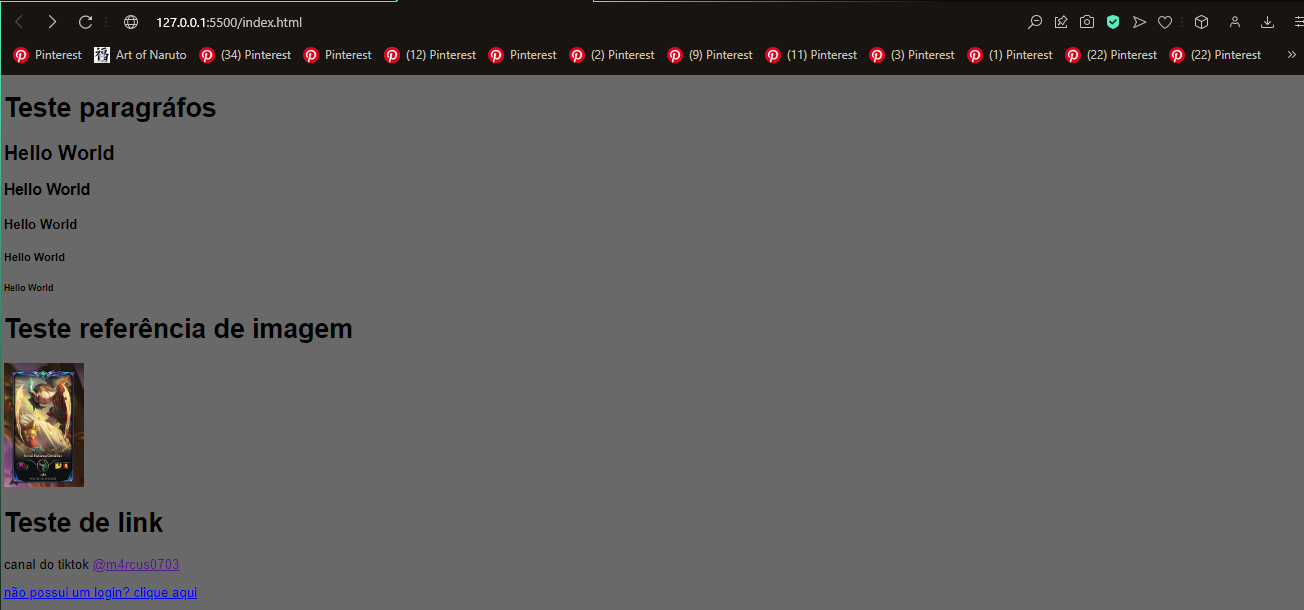 127.0.0.1:5500/index.html
Pinterest Art of Naruto (34) Pinterest Pinterest (12) Pinterest Pinterest (2) Pinterest (9) Pinterest (11) Pinterest (3) Pinterest (1) Pinterest (22) Pinterest (22) Pinterest »
Teste paragráfos
Hello World
Hello World
Hello World
Hello World
Hello World
Teste referência de imagem
Teste de link
canal do tiktok @m4rcus0703
não possui um login? clique aqui